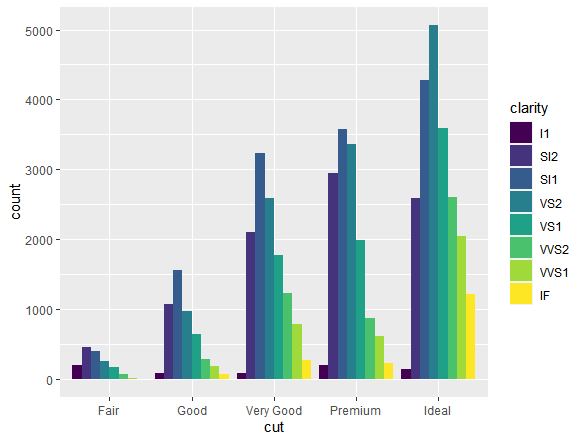 5000
4000
3000
2000
1000
0
count
Fair
Good
Very Good
Premium
Ideal
cut
clarity
I1
SI2
SI1
VS2
VS1
VVS2
VVS1
IF